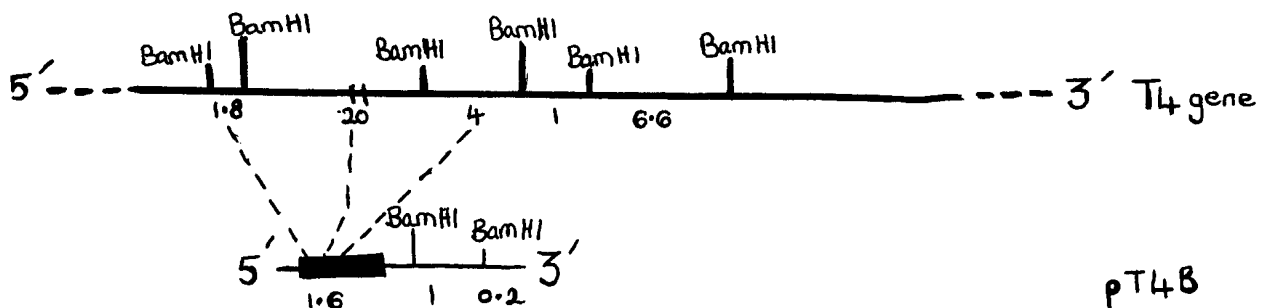 BamHI BamHI BamHI BamHI BamHI BamHI
5′ 3′ T4 gene
1.8 20 4 1 6.6
BamHI BamHI
5′ 3′
1.6 1 0.2 pT4B